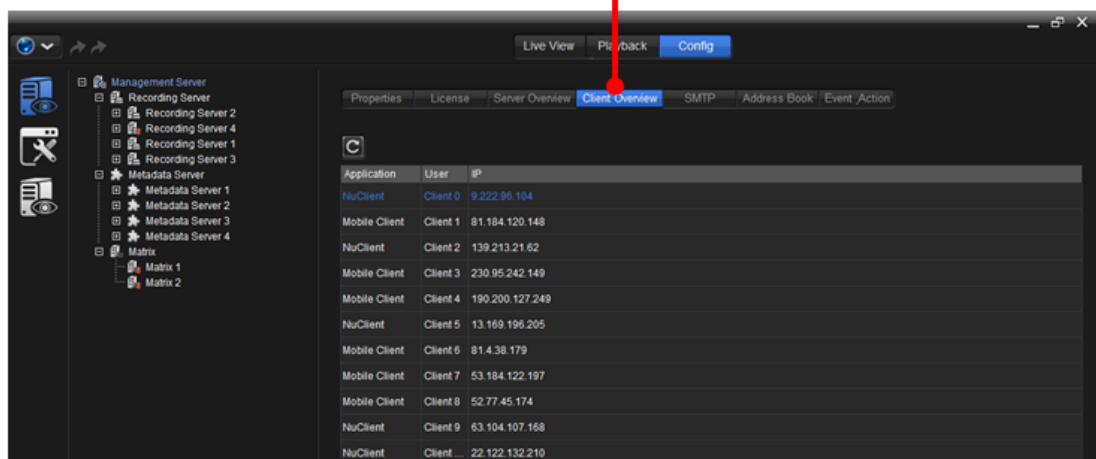 Live View Playback Config
Management Server
Recording Server
Recording Server 2
Recording Server 4
Recording Server 1
Recording Server 3
Metadata Server
Metadata Server 1
Metadata Server 2
Metadata Server 3
Metadata Server 4
Matrix
Matrix 1
Matrix 2
Properties License Server Overview Client Overview SMTP Address Book Event_Action
Application User IP
NuClient Client 0 9.222.96.104
Mobile Client Client 1 81.184.120.148
NuClient Client 2 139.213.21.62
Mobile Client Client 3 230.95.242.149
Mobile Client Client 4 190.200.127.249
NuClient Client 5 13.169.196.205
Mobile Client Client 6 81.4.38.179
Mobile Client Client 7 53.184.122.197
Mobile Client Client 8 52.77.45.174
NuClient Client 9 63.104.107.168
NuClient Client ... 22.122.132.210